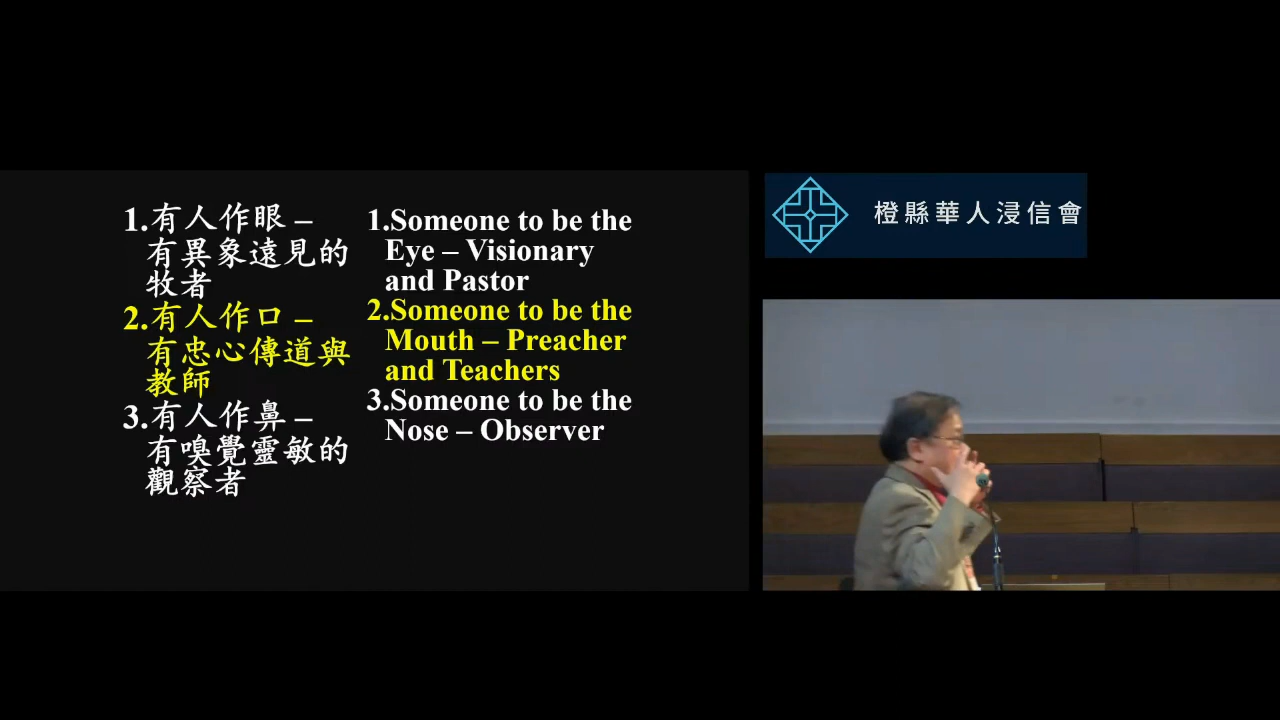 1.有人作眼 –
有異象遠見的
牧者
2.有人作口 –
有忠心傳道與
教師
3.有人作鼻 –
有嗅覺靈敏的
觀察者
1.Someone to be the
Eye – Visionary
and Pastor
2.Someone to be the
Mouth – Preacher
and Teachers
3.Someone to be the
Nose – Observer
橙縣華人浸信會